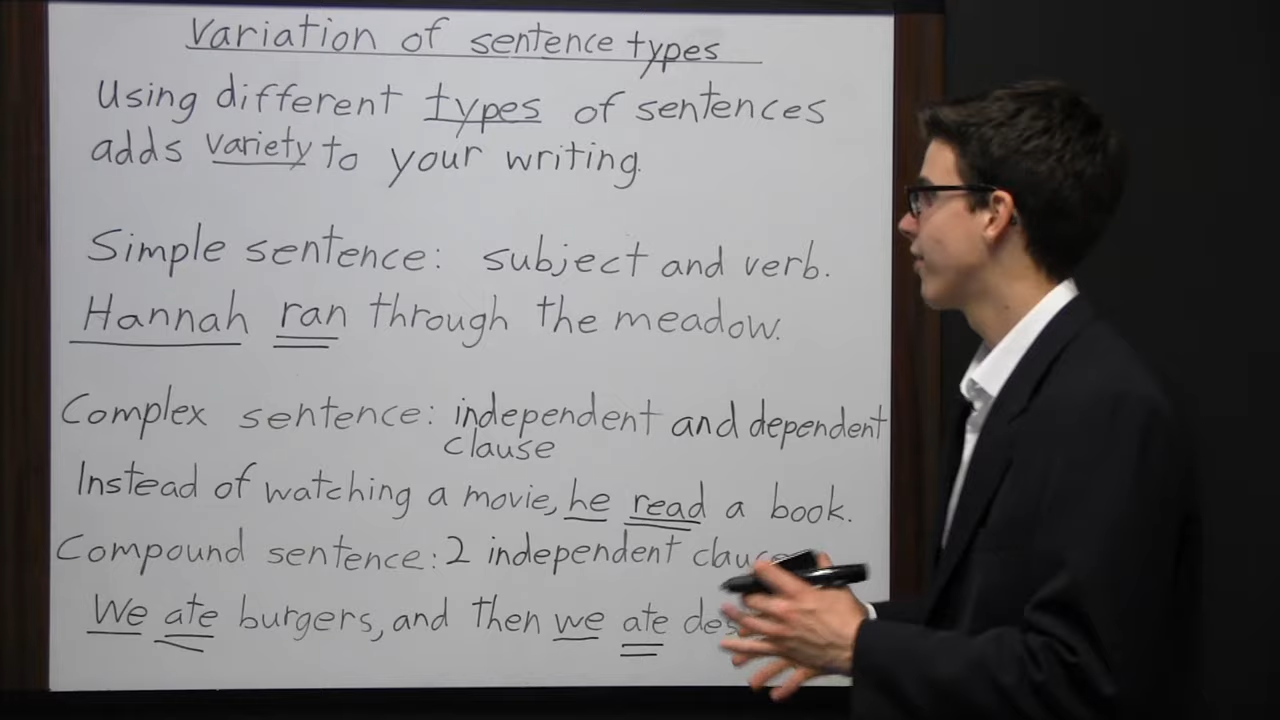 Variation of sentence types
Using different types of sentences
adds variety to your writing.
Simple sentence: subject and verb.
Hannah ran through the meadow.
Complex sentence: independent and dependent
clause
Instead of watching a movie, he read a book.
Compound sentence: 2 independent
We ate burgers, and then we ate